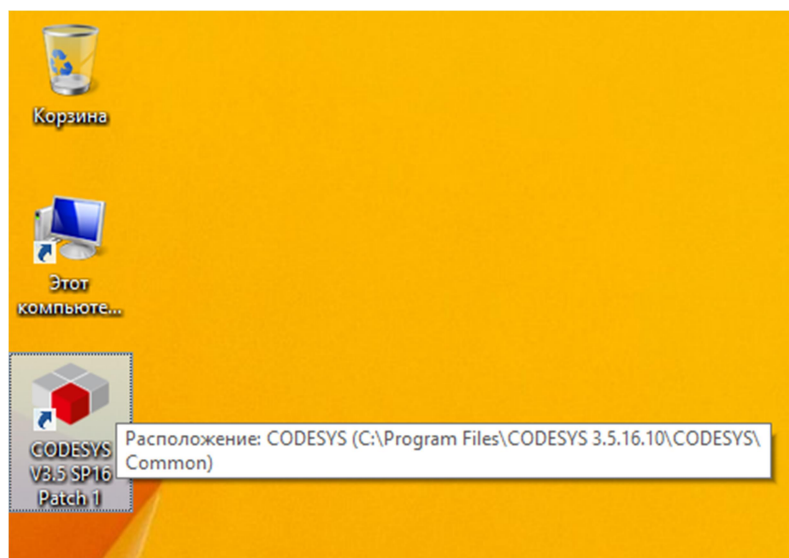 Корзина
Этот
компьюте...
CODESYS
V3.5 SP16
Patch 1
Расположение: CODESYS (C:\Program Files\CODESYS 3.5.16.10\CODESYS\
Common)